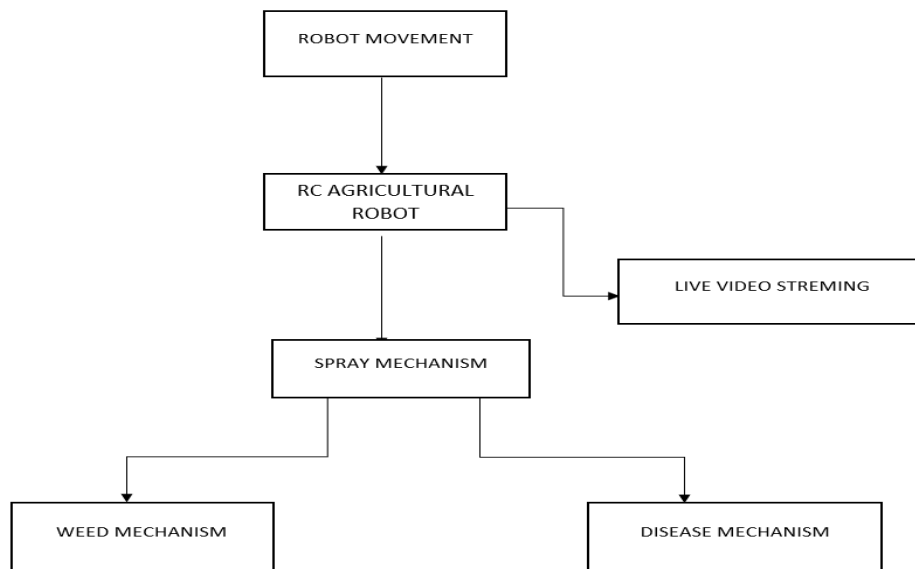 ROBOT MOVEMENT
RC AGRICULTURAL
ROBOT
LIVE VIDEO STREMING
SPRAY MECHANISM
WEED MECHANISM
DISEASE MECHANISM